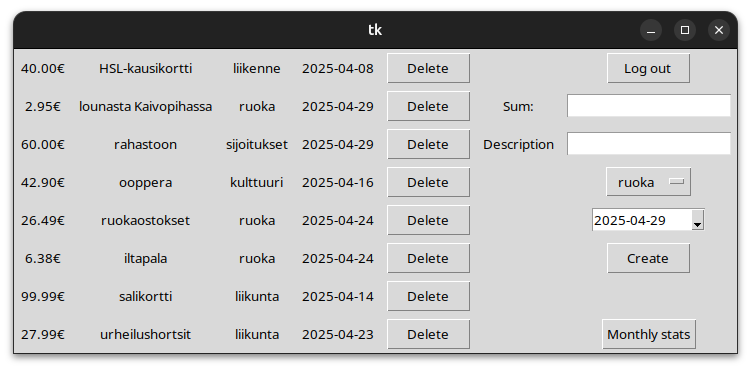 tk
40.00€ HSL-kausikortti liikenne 2025-04-08 Delete Log out
2.95€ lounasta Kaivopihassa ruoka 2025-04-29 Delete Sum:
60.00€ rahastoon sijoitukset 2025-04-29 Delete Description
42.90€ ooppera kulttuuri 2025-04-16 Delete ruoka
26.49€ ruokaostokset ruoka 2025-04-24 Delete 2025-04-29
6.38€ iltapala ruoka 2025-04-24 Delete Create
99.99€ salikortti liikunta 2025-04-14 Delete
27.99€ urheilushortsit liikunta 2025-04-23 Delete Monthly stats